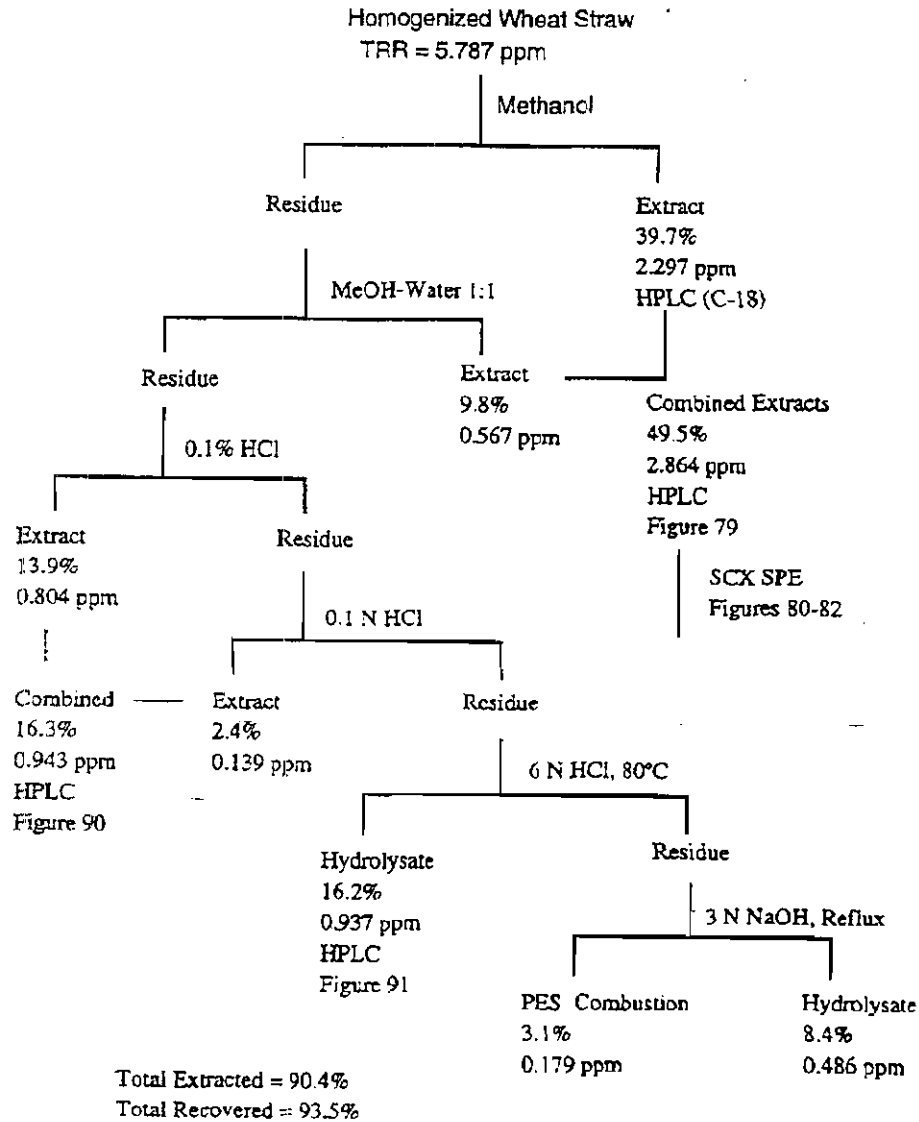 Homogenized Wheat Straw
TRR = 5.787 ppm
Methanol
Residue
Extract
39.7%
2.297 ppm
HPLC (C-18)
MeOH-Water 1:1
Residue
Extract
9.8%
0.567 ppm
Combined Extracts
49.5%
2.864 ppm
HPLC
Figure 79
0.1% HCl
Extract
13.9%
0.804 ppm
Residue
SCX SPE
Figures 80-82
0.1 N HCl
Combined
16.3%
0.943 ppm
HPLC
Figure 90
Extract
2.4%
0.139 ppm
Residue
6 N HCl, 80°C
Hydrolysate
16.2%
0.937 ppm
HPLC
Figure 91
Residue
3 N NaOH, Reflux
PES Combustion
3.1%
0.179 ppm
Hydrolysate
8.4%
0.486 ppm
Total Extracted = 90.4%
Total Recovered = 93.5%